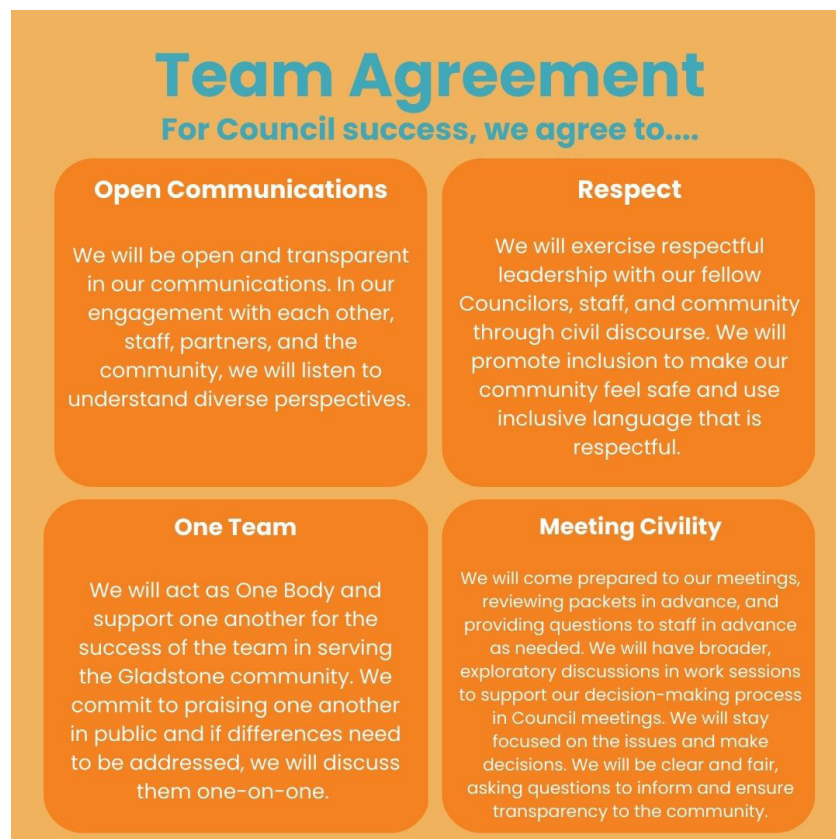 Team Agreement
For Council success, we agree to....
Open Communications
We will be open and transparent
in our communications. In our
engagement with each other,
staff, partners, and the
community, we will listen to
understand diverse perspectives.
Respect
We will exercise respectful
leadership with our fellow
Councilors, staff, and community
through civil discourse. We will
promote inclusion to make our
community feel safe and use
inclusive language that is
respectful.
One Team
We will act as One Body and
support one another for the
success of the team in serving
the Gladstone community. We
commit to praising one another
in public and if differences need
to be addressed, we will discuss
them one-on-one.
Meeting Civility
We will come prepared to our meetings,
reviewing packets in advance, and
providing questions to staff in advance
as needed. We will have broader,
exploratory discussions in work sessions
to support our decision-making process
in Council meetings. We will stay
focused on the issues and make
decisions. We will be clear and fair,
asking questions to inform and ensure
transparency to the community.